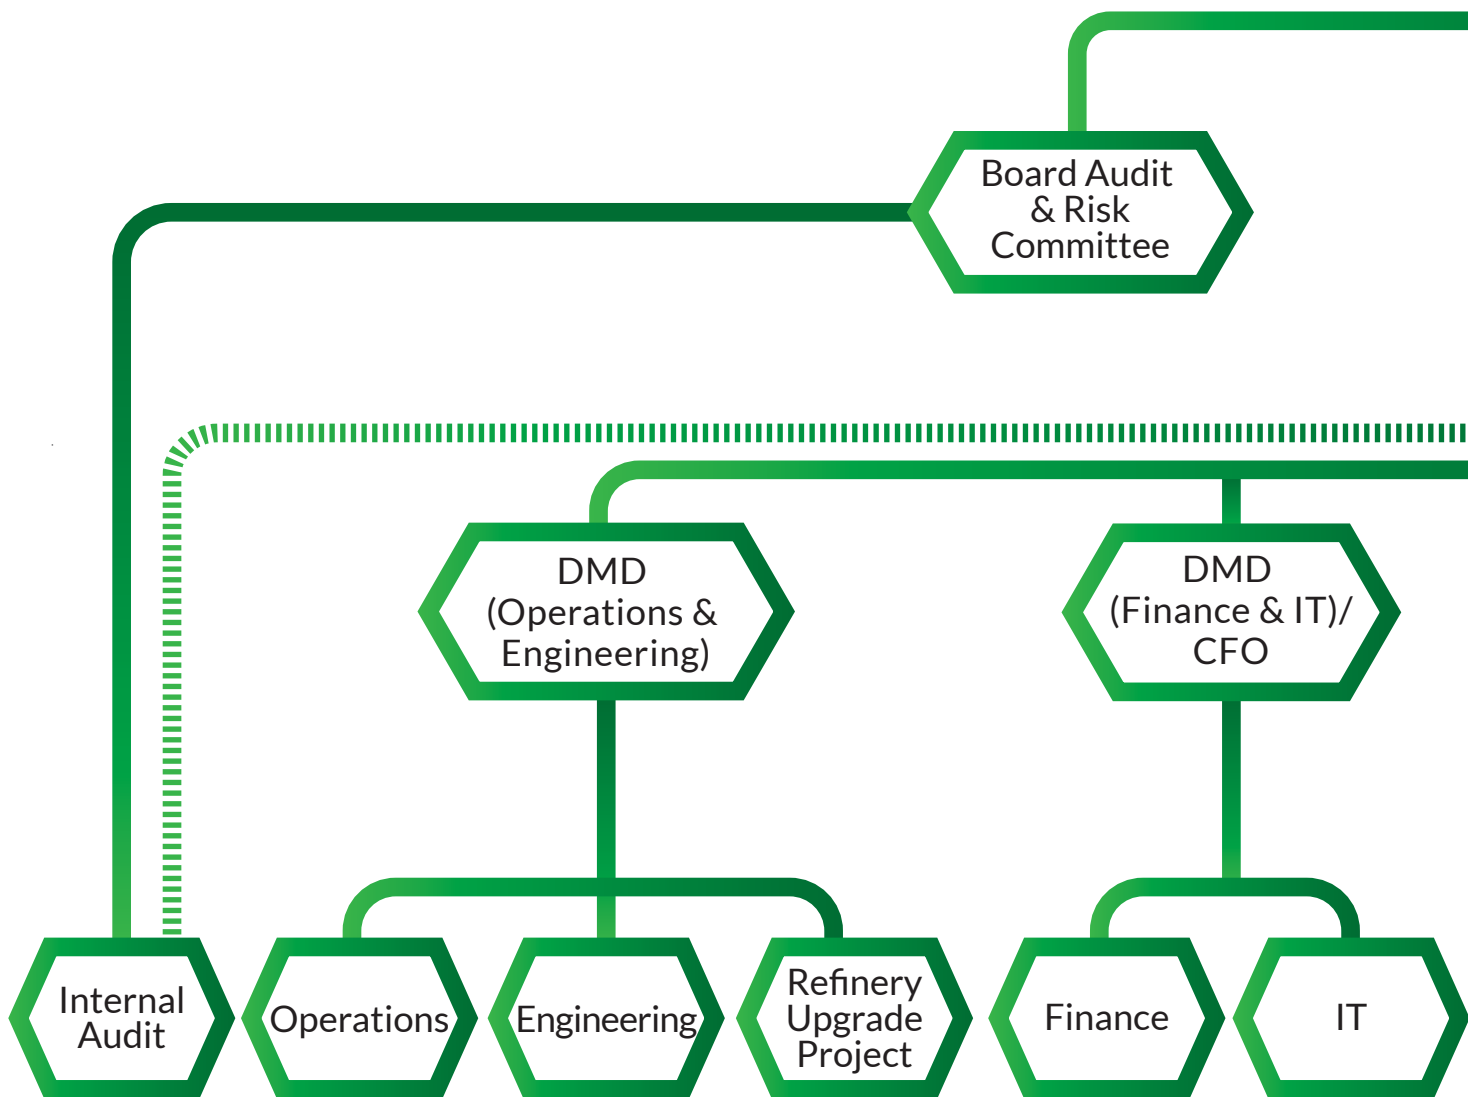 Board Audit
& Risk
Committee
DMD
(Operations &
Engineering)
DMD
(Finance & IT)/
CFO
Internal
Audit
Operations
Engineering
Refinery
Upgrade
Project
Finance
IT